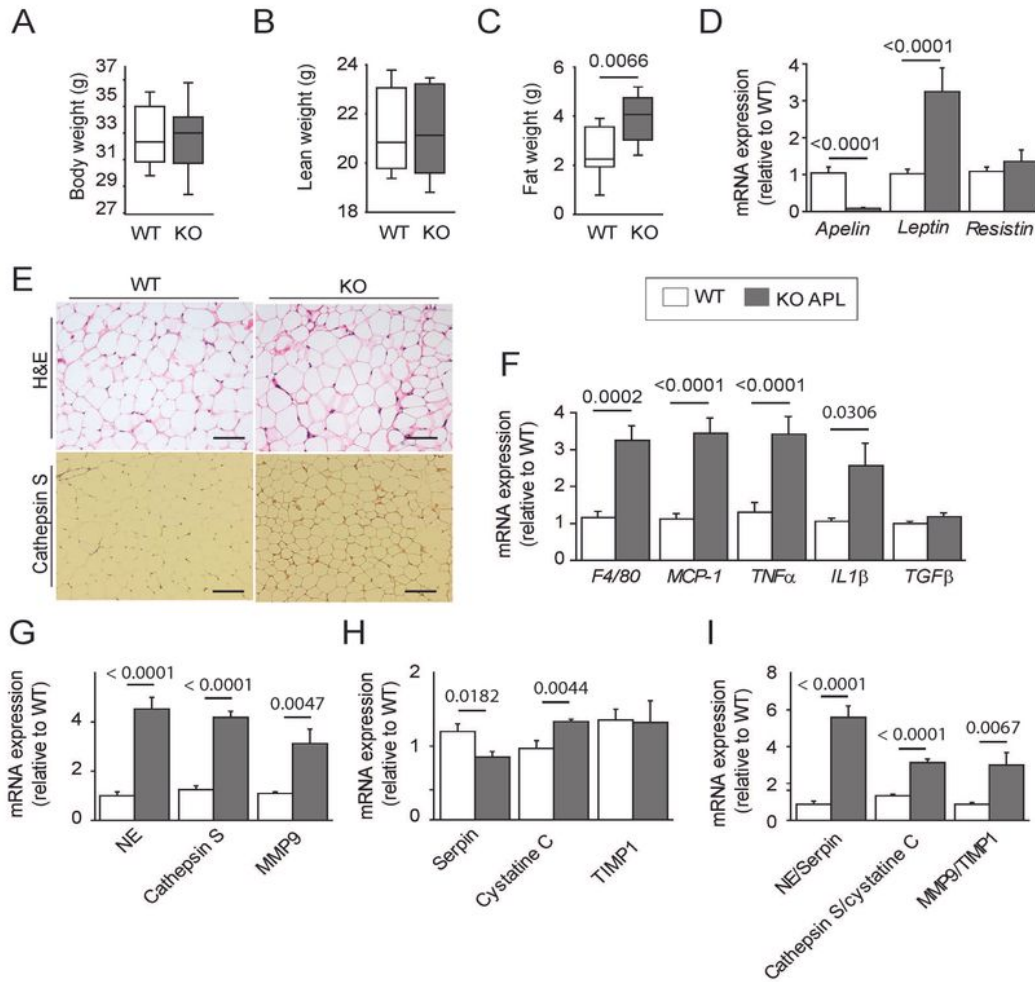 A
Body weight (g)
35
33
31
29
27
WT KO
B
Lean weight (g)
24
22
20
18
WT KO
C
0.0066
Fat weight (g)
6
4
2
0
WT KO
D
<0.0001
<0.0001
mRNA expression
(relative to WT)
4
3
2
1
0
Apelin Leptin Resistin
E
WT KO
H&E
Cathepsin S
WT KO APL
F
0.0002 <0.0001 <0.0001 0.0306
mRNA expression
(relative to WT)
4
3
2
1
0
F4/80 MCP-1 TNFα IL1β TGFβ
G
< 0.0001 < 0.0001 0.0047
mRNA expression
(relative to WT)
4
2
0
NE
Cathepsin S
MMP9
H
0.0182 0.0044
mRNA expression
(relative to WT)
2
1
0
Serpin
Cystatine C
TIMP1
I
< 0.0001
< 0.0001 0.0067
mRNA expression
(relative to WT)
8
6
4
2
0
NE/Serpin
Cathepsin S/cystatine C
MMP9/TIMP1